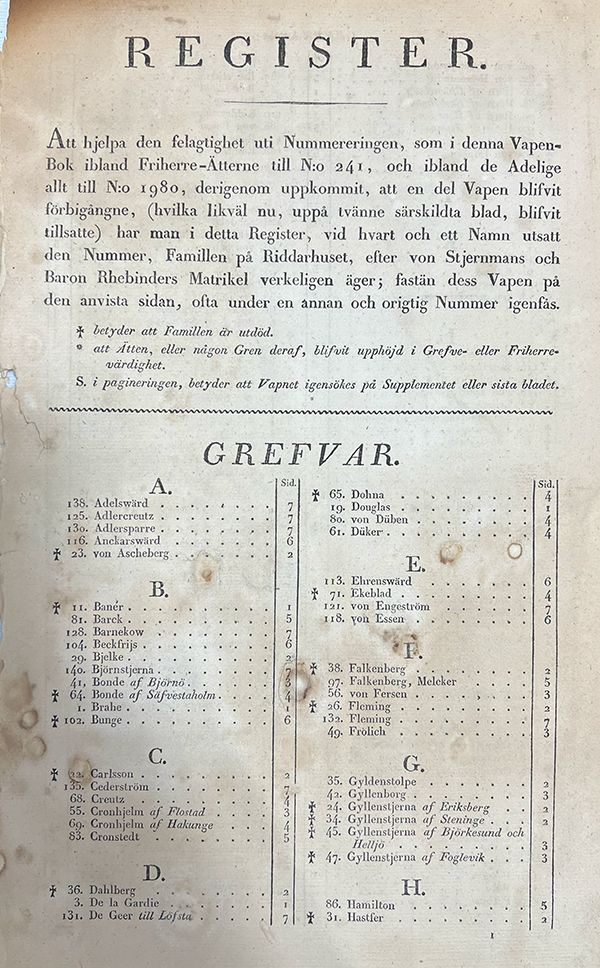 REGISTER.
Att hjelpa den felagtighet uti Nummereringen, som i denna Vapen-
Bok ibland Friherre-Ätterne till N:o 241, och ibland de Adelige
allt till N:o 1980, derigenom uppkommit, att en del Vapen blifvit
förbigångne, (hvilka likväl nu, uppå tvänne särskildta blad, blifvit
tillsatte) har man i detta Register, vid hvart och ett Namn utsatt
den Nummer, Familien på Riddarhuset, efter von Stjernmans och
Baron Rhebinders Matrikel verkeligen äger; fastän dess Vapen på
den anvista sidan, ofta under en annan och origtig Nummer igenfås.
✝ betyder att Familien är utdöd.
* att Ätten, eller någon Gren deraf, blifvit upphöjd i Grefve- eller Friherre-
värdighet.
S. i pagineringen, betyder att Vapnet igensökes på Supplementet eller sista bladet.
GREFVAR.
A. Sid.
138. Adelswärd . . . . . . . 7
125. Adlercreutz . . . . . . . 7
130. Adlersparre . . . . . . . 7
116. Anckarswärd . . . . . . 6
✝ 23. von Ascheberg . . . . . . 2
B.
✝ 11. Banér . . . . . . . . . 1
81. Barck . . . . . . . . . 5
128. Barnekow . . . . . . . 7
104. Beckfrijs . . . . . . . . 6
29. Bjelke . . . . . . . . . 2
140. Björnstjerna . . . . . . . 7
41. Bonde af Björnö . . . . . 3
✝ 64. Bonde af Säfvestaholm . . . 4
1. Brahe . . . . . . . . . 1
✝ 102. Bunge . . . . . . . . . 6
C.
✝ 22. Carlsson . . . . . . . . 2
135. Cederström . . . . . . . 7
68. Creutz . . . . . . . . . 4
55. Cronhjelm af Flostad . . . . 3
69. Cronhjelm af Hakunge . . . 4
83. Cronstedt . . . . . . . . 5
D.
✝ 36. Dahlberg . . . . . . . . 2
3. De la Gardie . . . . . . . 1
131. De Geer till Löfsta . . . . . 7
Sid.
✝ 65. Dohna . . . . . . . . . 4
19. Douglas . . . . . . . . 1
80. von Düben . . . . . . . 4
61. Düker . . . . . . . . . 4
E.
113. Ehrenswärd . . . . . . . 6
✝ 71. Ekeblad . . . . . . . . 4
121. von Engeström . . . . . . 7
118. von Essen . . . . . . . . 6
F.
✝ 38. Falkenberg . . . . . . . 2
97. Falkenberg, Melcker . . . . 5
56. von Fersen . . . . . . . 3
✝ 26. Fleming . . . . . . . . 2
132. Fleming . . . . . . . . 7
49. Frölich . . . . . . . . . 3
G.
35. Gyldenstolpe . . . . . . . 2
42. Gyllenborg . . . . . . . 3
✝ 24. Gyllenstjerna af Eriksberg . . 2
✝ 34. Gyllenstjerna af Steninge . . 2
✝ 45. Gyllenstjerna af Björkesund och
Helljö . . . . . . . . 3
✝ 47. Gyllenstjerna af Foglevik . . . 3
H.
86. Hamilton . . . . . . . . 5
✝ 31. Hastfer . . . . . . . . . 2
1